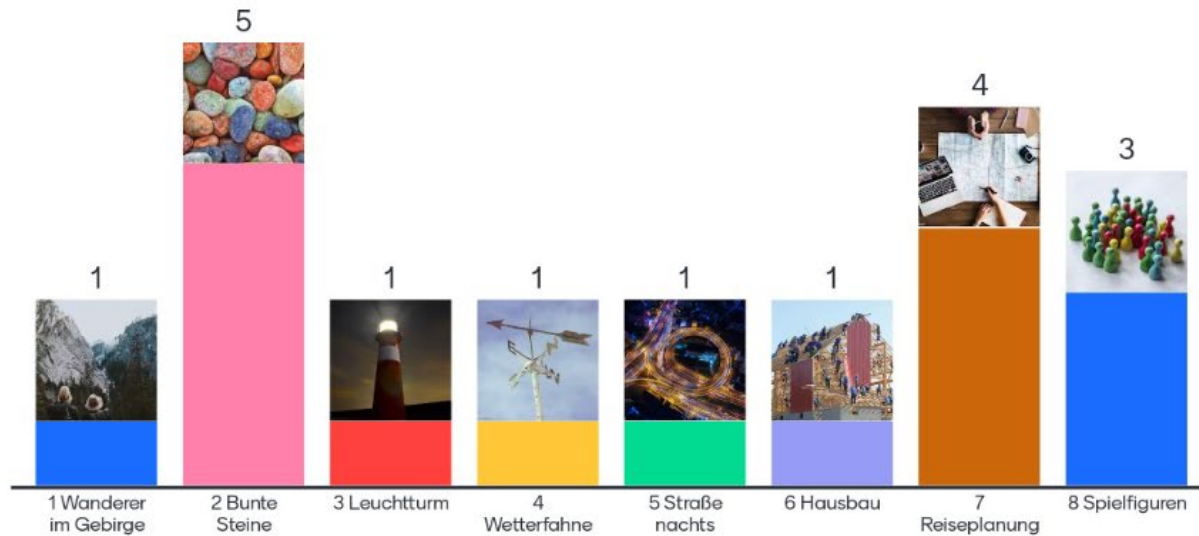 5
4
3
1
1
1
1
1
1 Wanderer
im Gebirge
2 Bunte
Steine
3 Leuchtturm
4
Wetterfahne
5 Straße
nachts
6 Hausbau
7
Reiseplanung
8 Spielfiguren